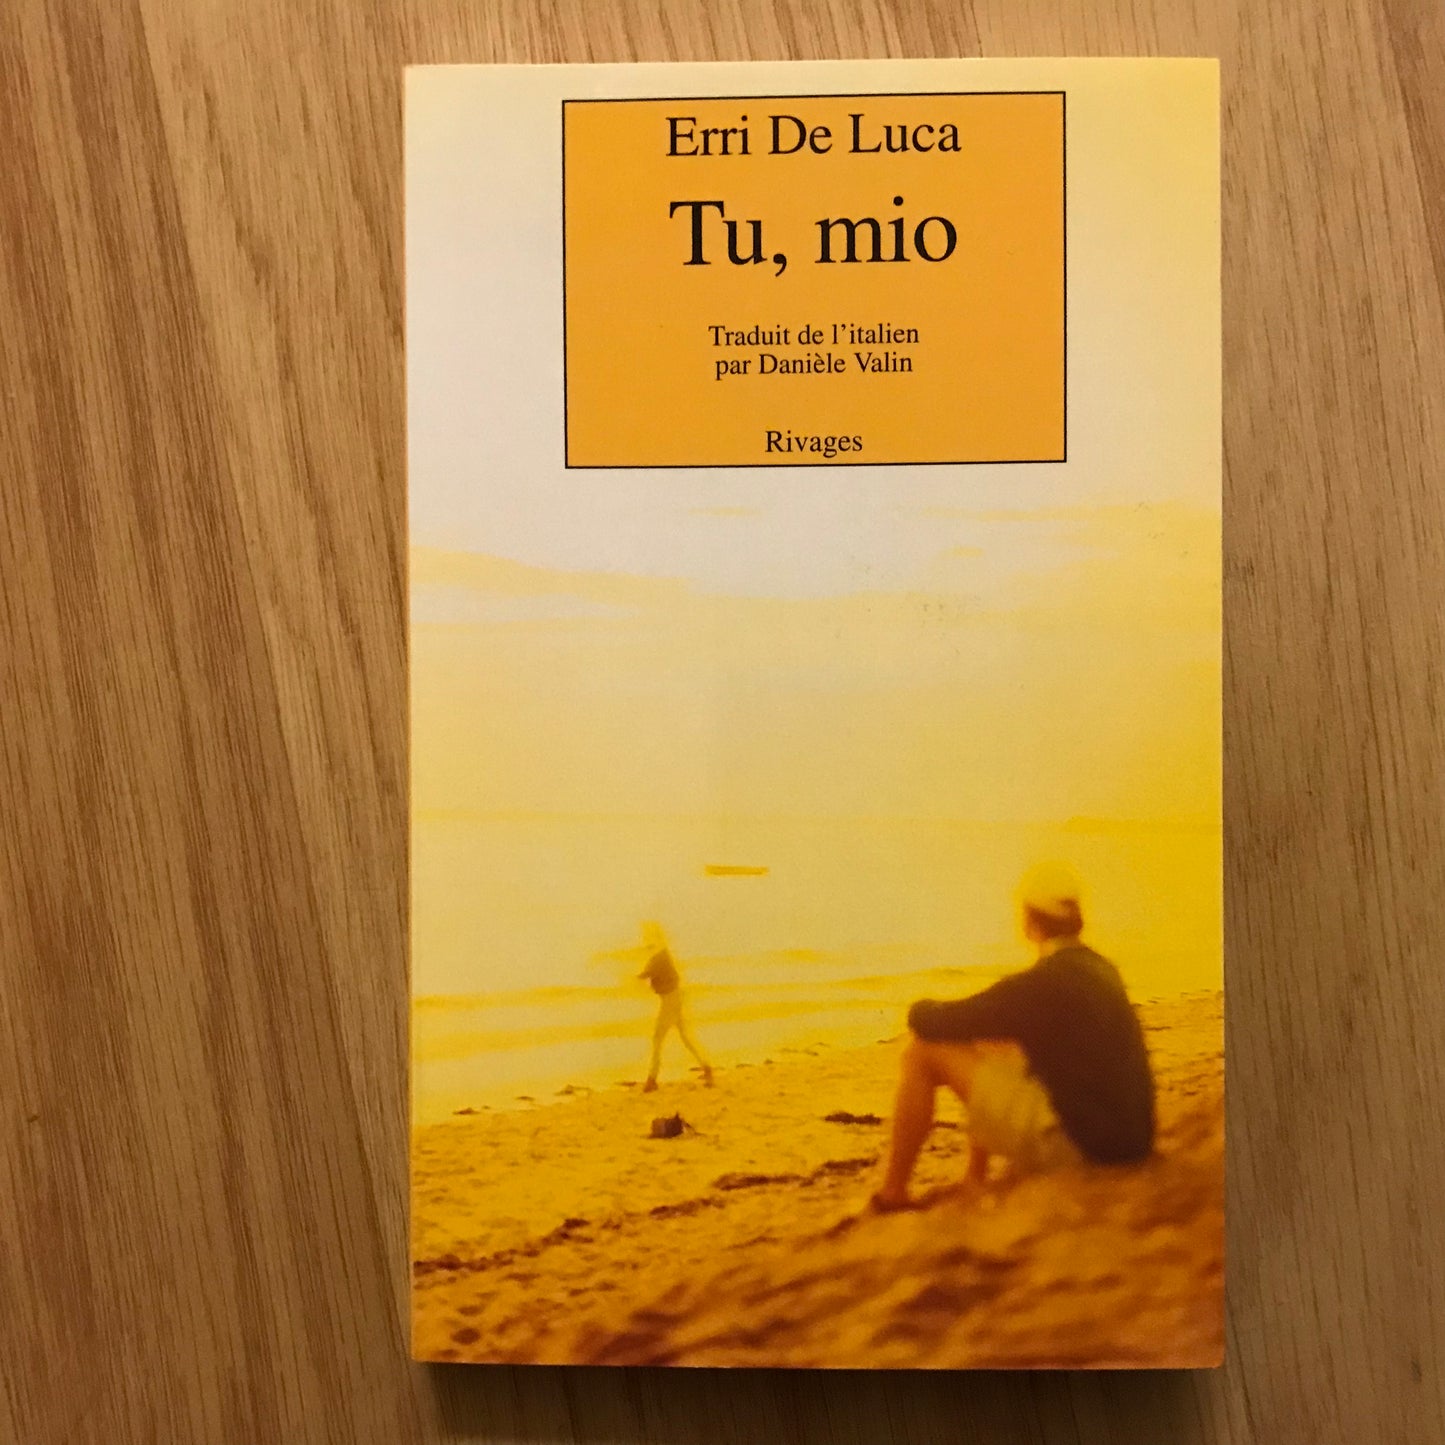 Erri De Luca
Tu, mio
Traduit de l’italien
par Danièle Valin
Rivages